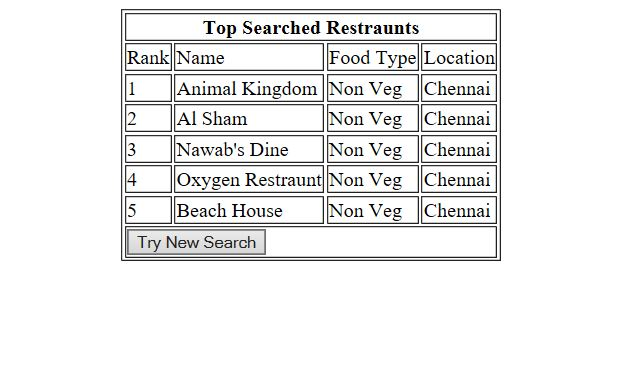 Top Searched Restraunts
Rank Name Food Type Location
1 Animal Kingdom Non Veg Chennai
2 Al Sham Non Veg Chennai
3 Nawab's Dine Non Veg Chennai
4 Oxygen Restraunt Non Veg Chennai
5 Beach House Non Veg Chennai
Try New Search